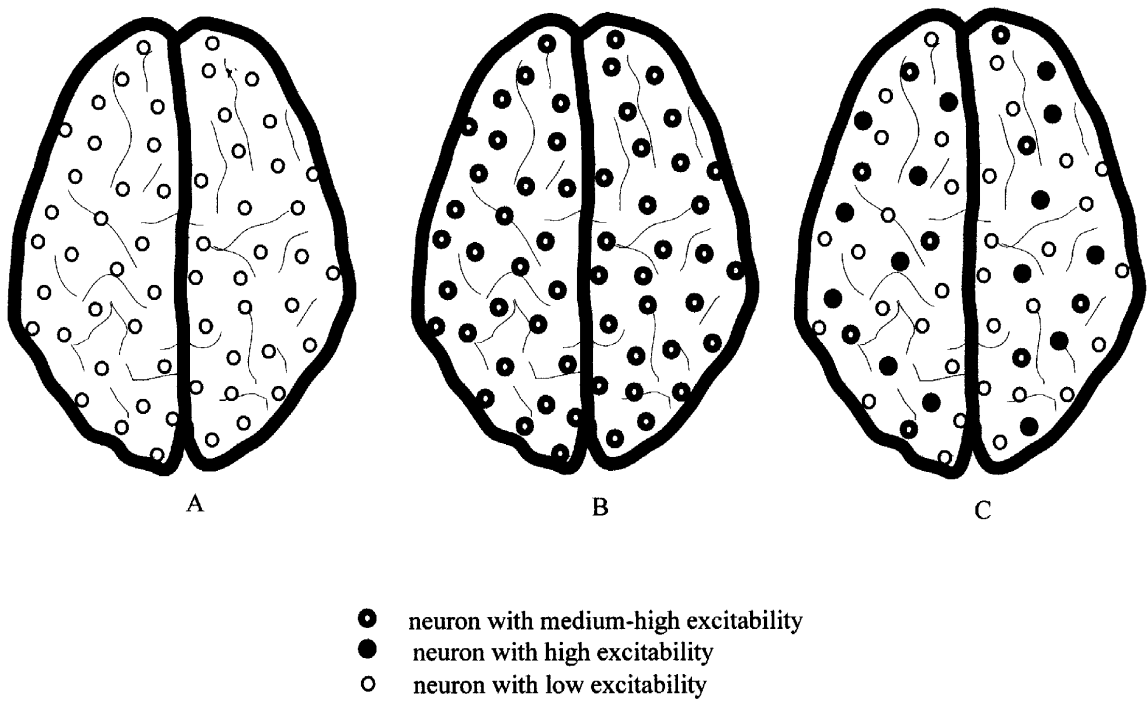 A
B
C
neuron with medium-high excitability
neuron with high excitability
neuron with low excitability